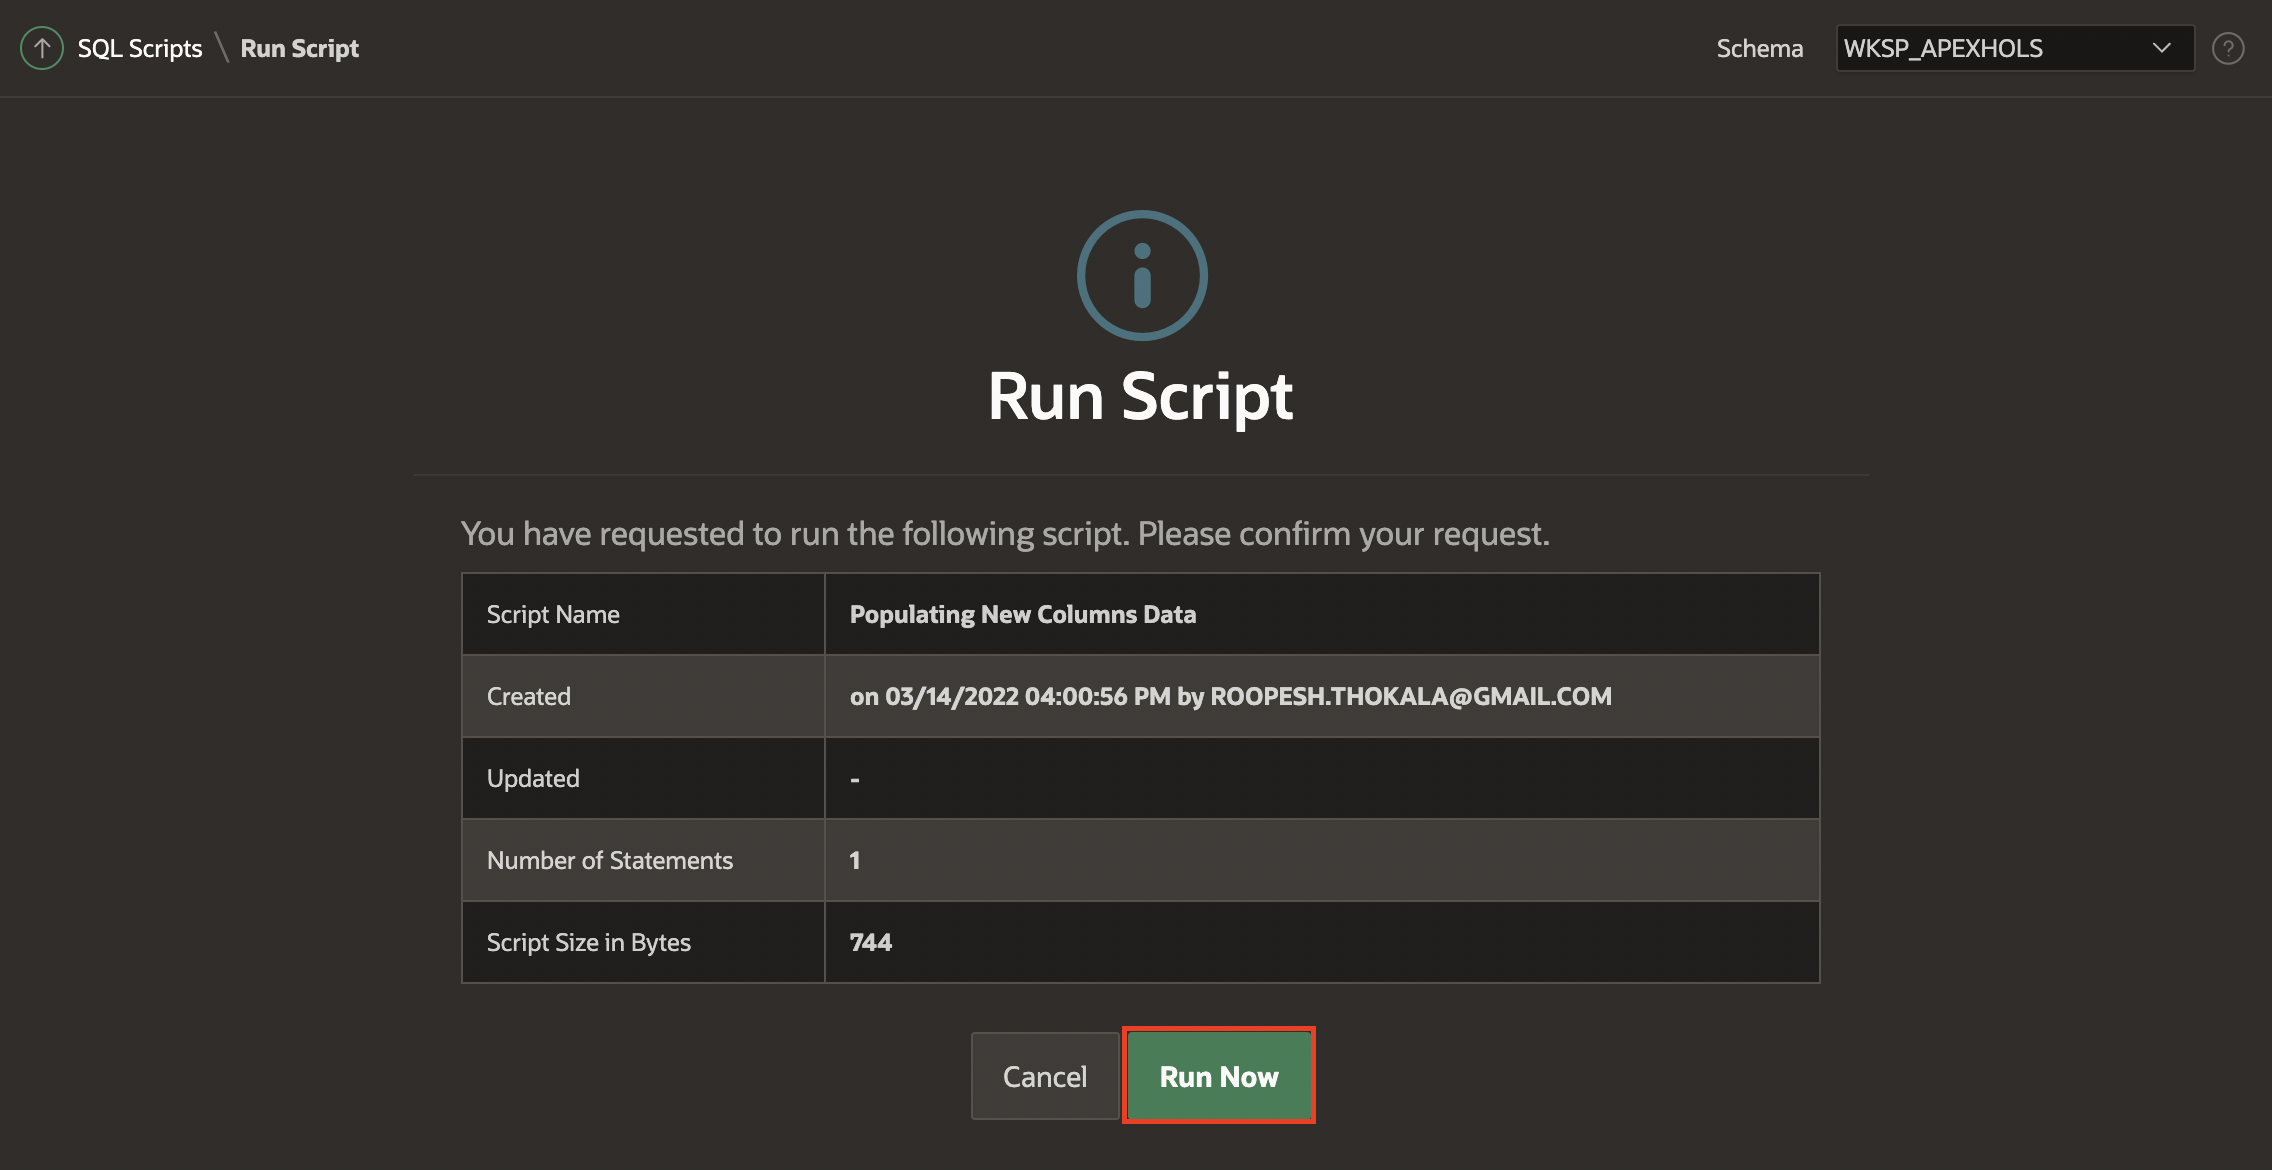 SQL Scripts \ Run Script
Schema WKSP_APEXHOLS ?
Run Script
You have requested to run the following script. Please confirm your request.
Script Name Populating New Columns Data
Created on 03/14/2022 04:00:56 PM by ROOPESH.THOKALA@GMAIL.COM
Updated -
Number of Statements 1
Script Size in Bytes 744
Cancel Run Now